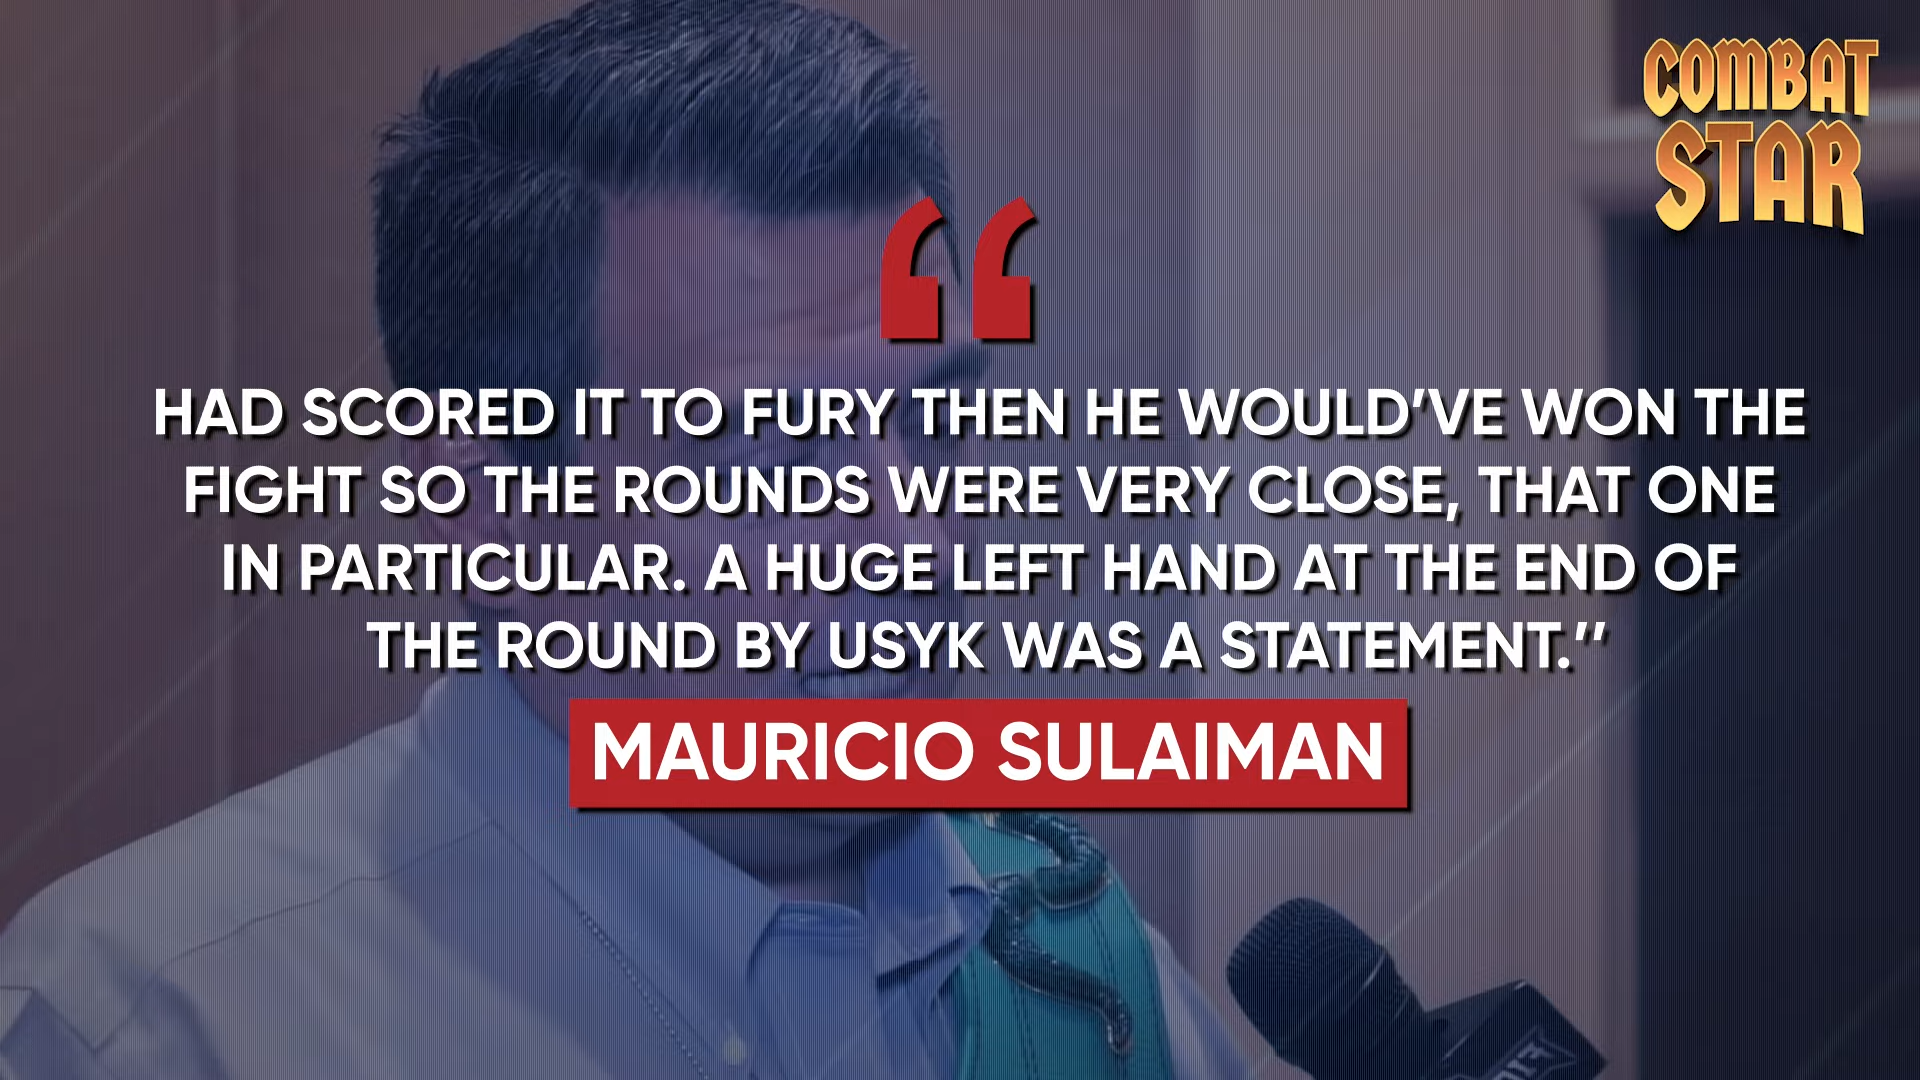 COMBAT
STAR
“
HAD SCORED IT TO FURY THEN HE WOULD’VE WON THE
FIGHT SO THE ROUNDS WERE VERY CLOSE, THAT ONE
IN PARTICULAR. A HUGE LEFT HAND AT THE END OF
THE ROUND BY USYK WAS A STATEMENT.’’
MAURICIO SULAIMAN